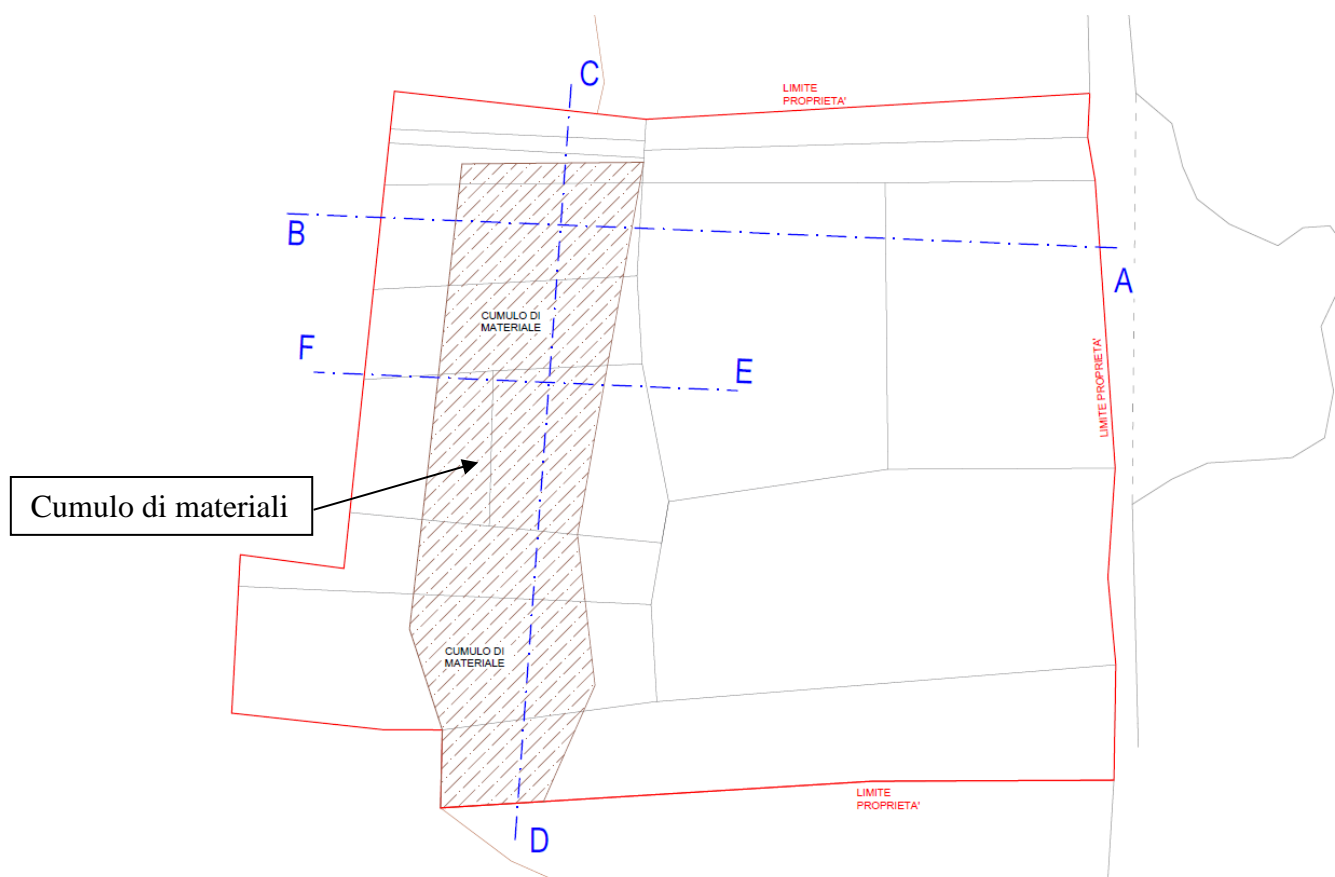 C
LIMITE
PROPRIETA'
B
A
CUMULO DI
MATERIALE
F
E
LIMITE PROPRIETA'
Cumulo di materiali
CUMULO DI
MATERIALE
LIMITE
PROPRIETA'
D